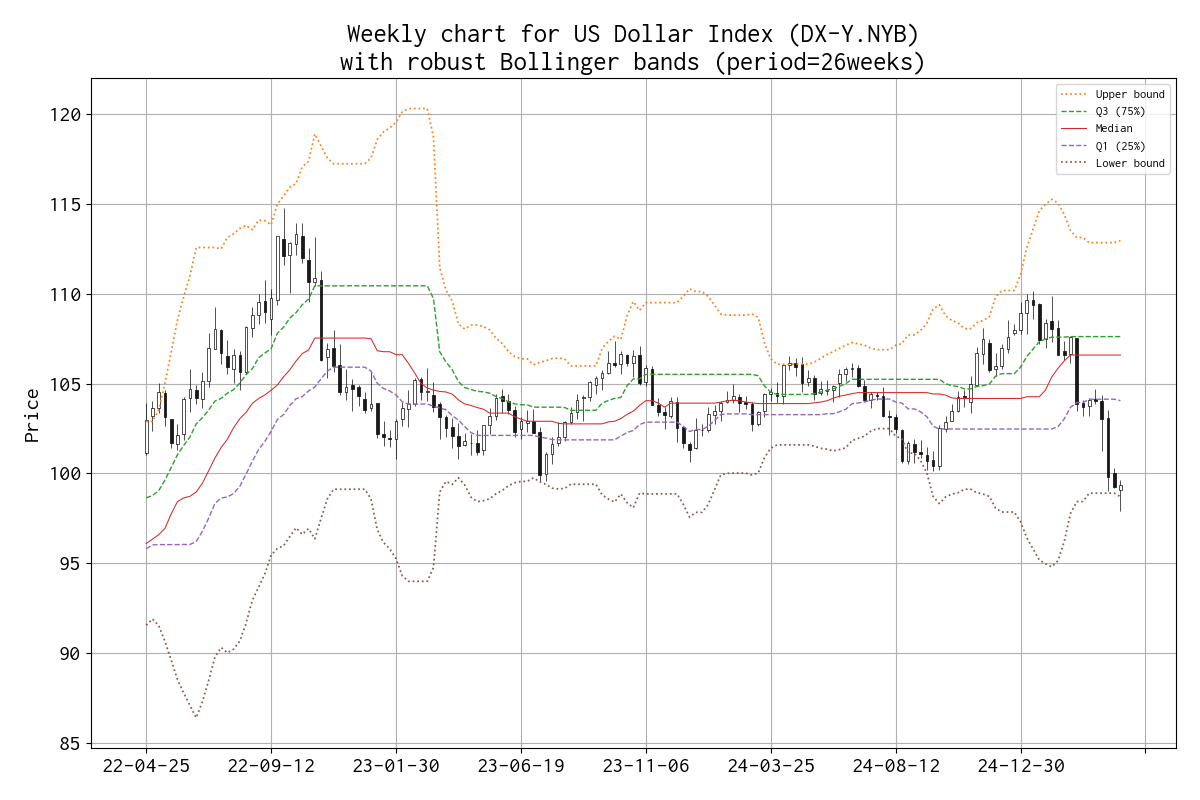 Weekly chart for US Dollar Index (DX-Y.NYB)
with robust Bollinger bands (period=26weeks)
Upper bound
Q3 (75%)
Median
Q1 (25%)
Lower bound
Price
120
115
110
105
100
95
90
85
22-04-25
22-09-12
23-01-30
23-06-19
23-11-06
24-03-25
24-08-12
24-12-30